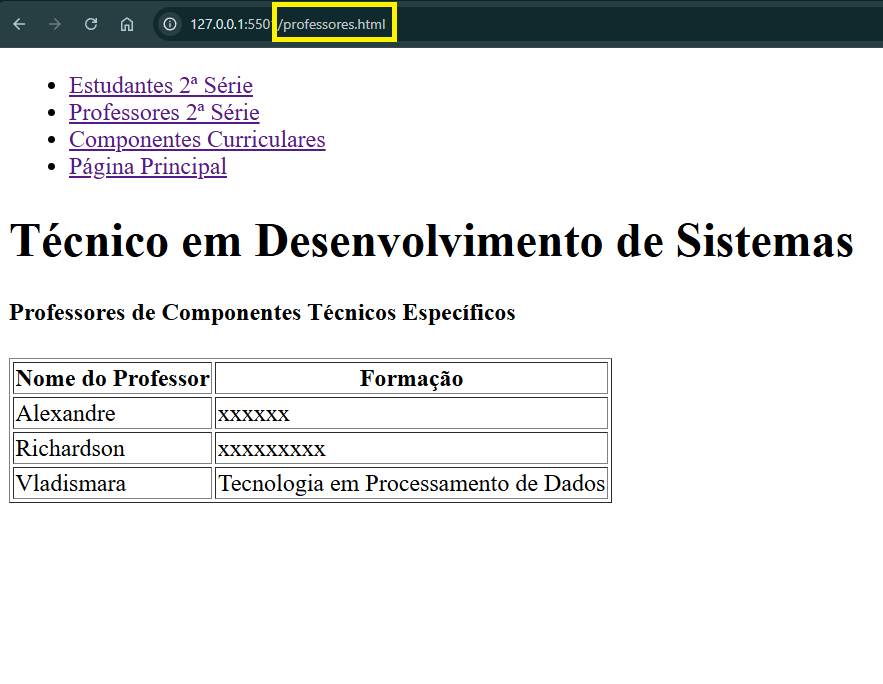 127.0.0.1:5501/professores.html
Estudantes 2ª Série
Professores 2ª Série
Componentes Curriculares
Página Principal
Técnico em Desenvolvimento de Sistemas
Professores de Componentes Técnicos Específicos
Nome do Professor Formação
Alexandre xxxxxx
Richardson xxxxxxxxx
Vladismara Tecnologia em Processamento de Dados